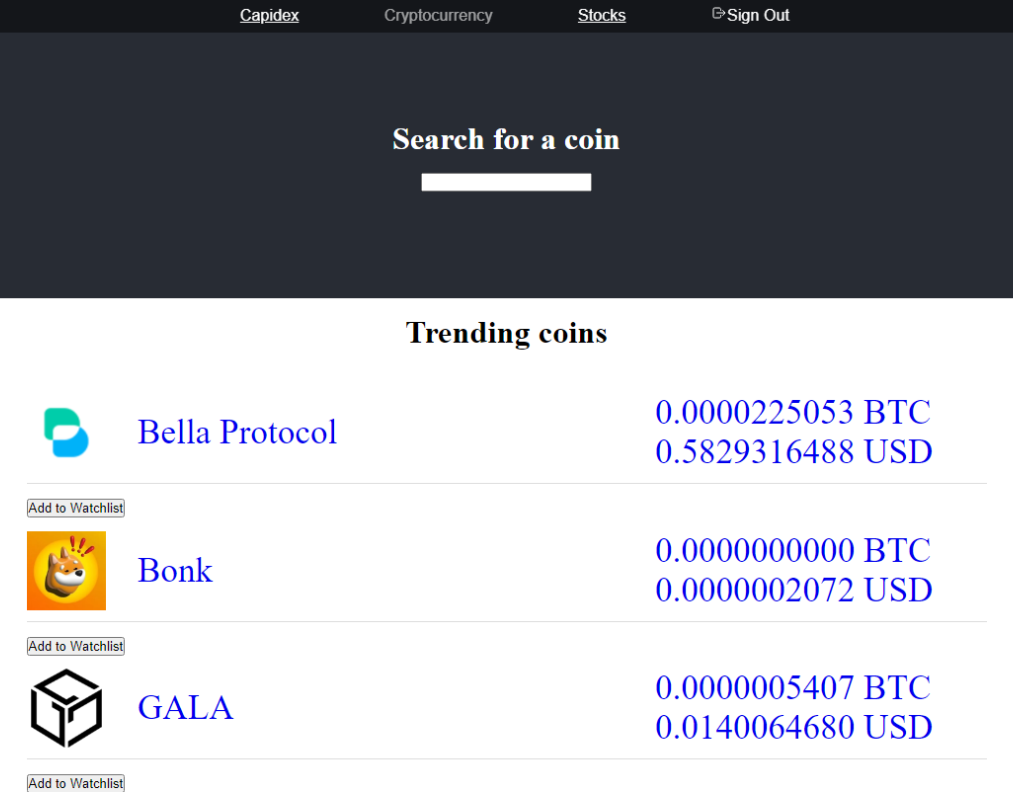 Capidex Cryptocurrency Stocks Sign Out
Search for a coin
Trending coins
Bella Protocol
0.0000225053 BTC
0.5829316488 USD
Add to Watchlist
Bonk
0.0000000000 BTC
0.0000002072 USD
Add to Watchlist
GALA
0.0000005407 BTC
0.0140064680 USD
Add to Watchlist